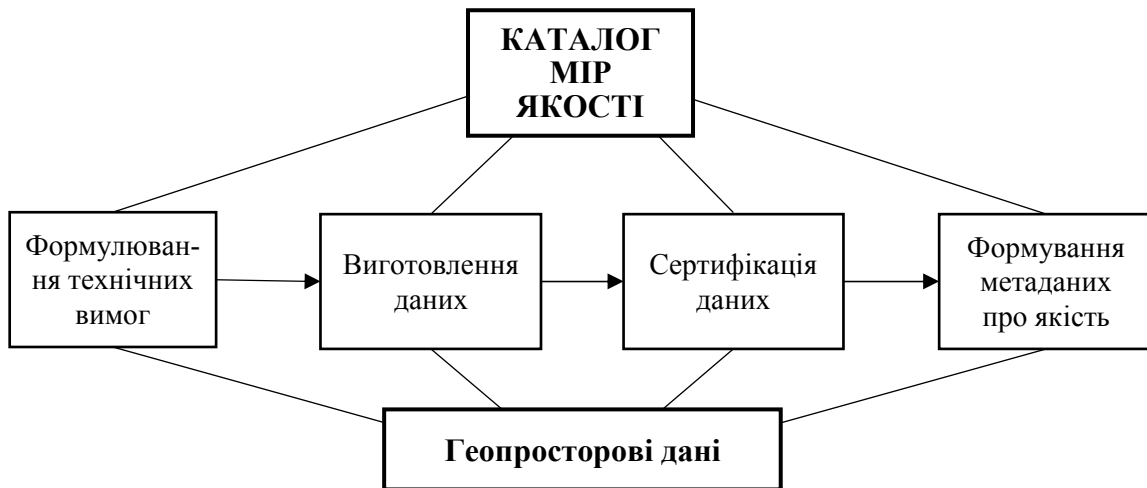 КАТАЛОГ
МІР
ЯКОСТІ
Формулюван-
ня технічних
вимог
Виготовлення
даних
Сертифікація
даних
Формування
метаданих
про якість
Геопросторові дані